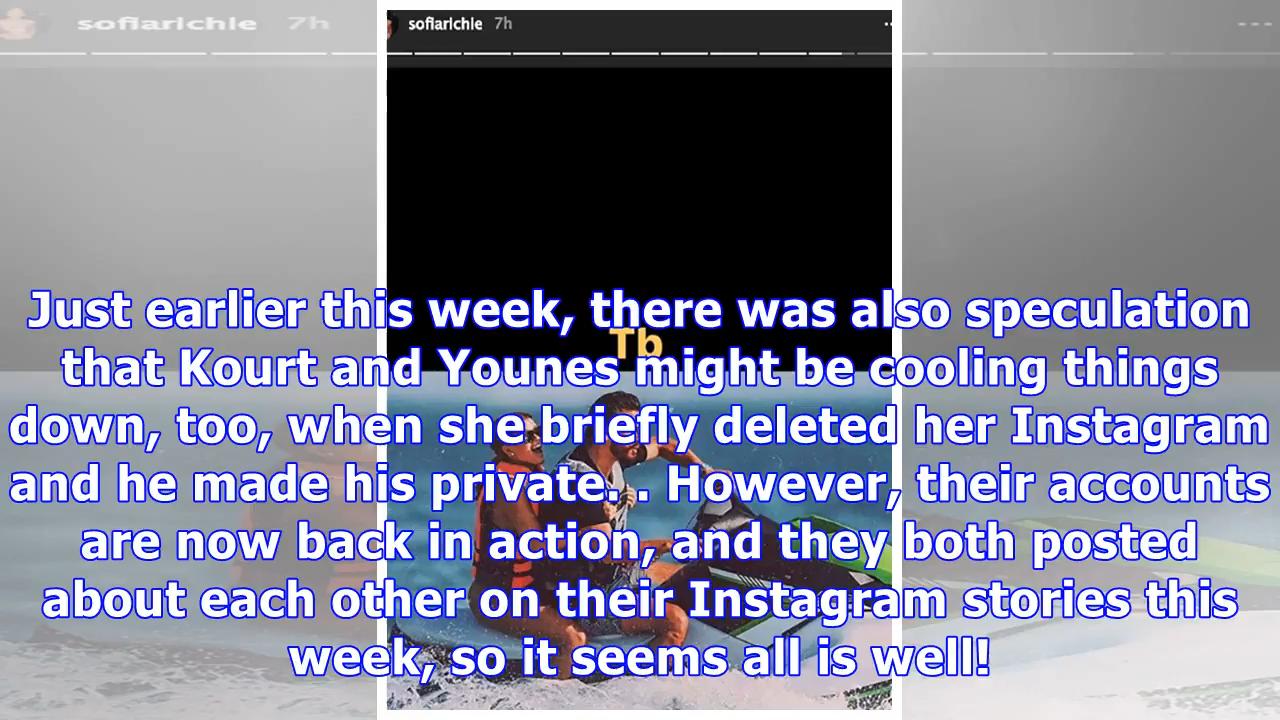 sofiarichie 7h
sofiarichie 7h
Tb
Just earlier this week, there was also speculation
that Kourt and Younes might be cooling things
down, too, when she briefly deleted her Instagram
and he made his private. . However, their accounts
are now back in action, and they both posted
about each other on their Instagram stories this
week, so it seems all is well!